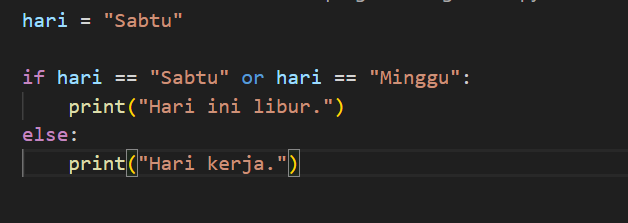 hari = "Sabtu"
if hari == "Sabtu" or hari == "Minggu":
    print("Hari ini libur.")
else:
    print("Hari kerja.")